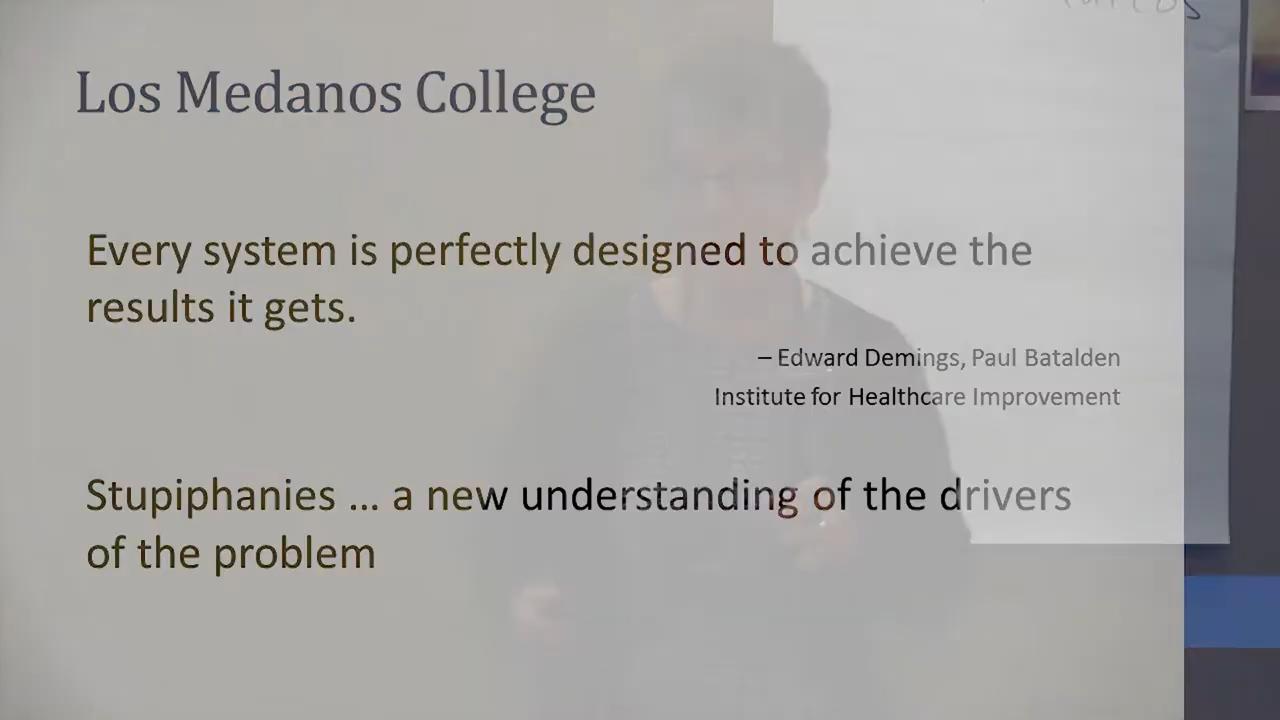 Los Medanos College
Every system is perfectly designed to achieve the
results it gets.
– Edward Demings, Paul Batalden
Institute for Healthcare Improvement
Stupiphanies … a new understanding of the drivers
of the problem